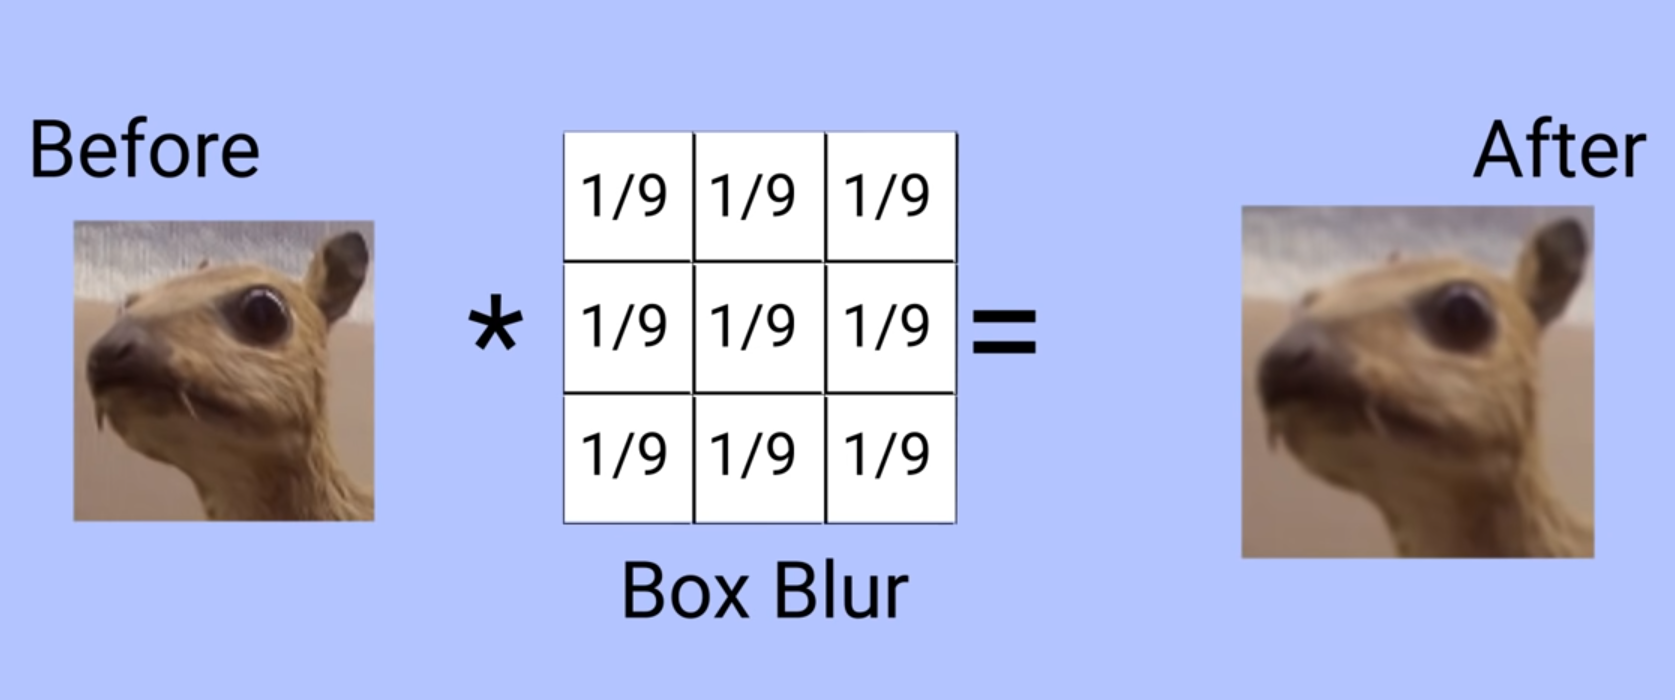 Before
After
*
1/9 1/9 1/9
1/9 1/9 1/9
=
1/9 1/9 1/9
Box Blur